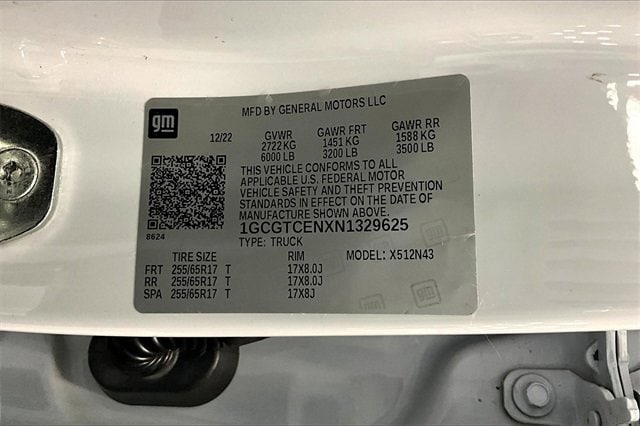 MFD BY GENERAL MOTORS LLC
gm
12/22 GVWR GAWR FRT GAWR RR
2722 KG 1451 KG 1588 KG
6000 LB 3200 LB 3500 LB
THIS VEHICLE CONFORMS TO ALL
APPLICABLE U.S. FEDERAL MOTOR
VEHICLE SAFETY AND THEFT PREVENTION
STANDARDS IN EFFECT ON THE DATE OF
MANUFACTURE SHOWN ABOVE.
8624 1GCGTCENXN1329625
TYPE: TRUCK
TIRE SIZE RIM MODEL: X512N43
FRT 255/65R17 T 17X8.0J
RR 255/65R17 T 17X8.0J
SPA 255/65R17 T 17X8J
gm